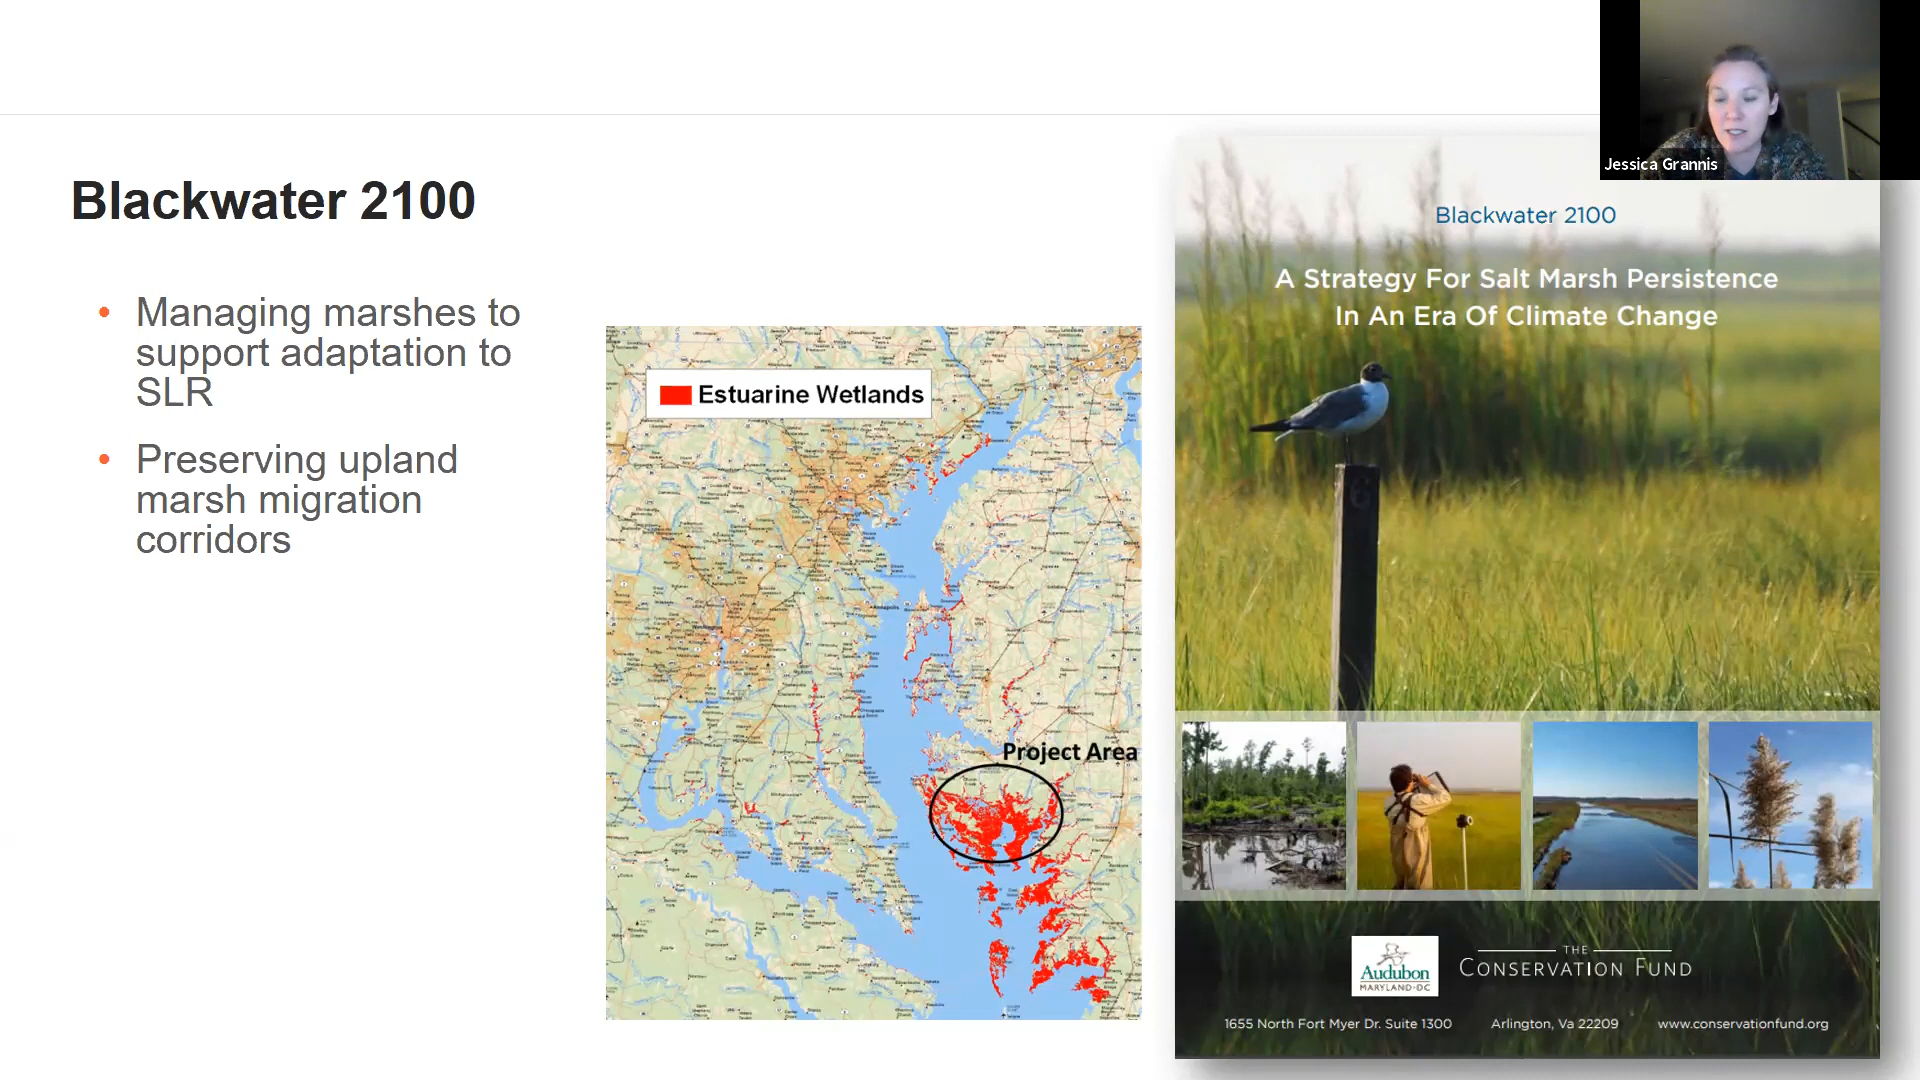 Jessica Grannis
Blackwater 2100
• Managing marshes to
support adaptation to
SLR
• Preserving upland
marsh migration
corridors
Estuarine Wetlands
Project Area
Blackwater 2100
A Strategy For Salt Marsh Persistence
In An Era Of Climate Change
Audubon
MARYLAND·DC
THE
CONSERVATION FUND
1655 North Fort Myer Dr. Suite 1300 Arlington, Va 22209 www.conservationfund.org